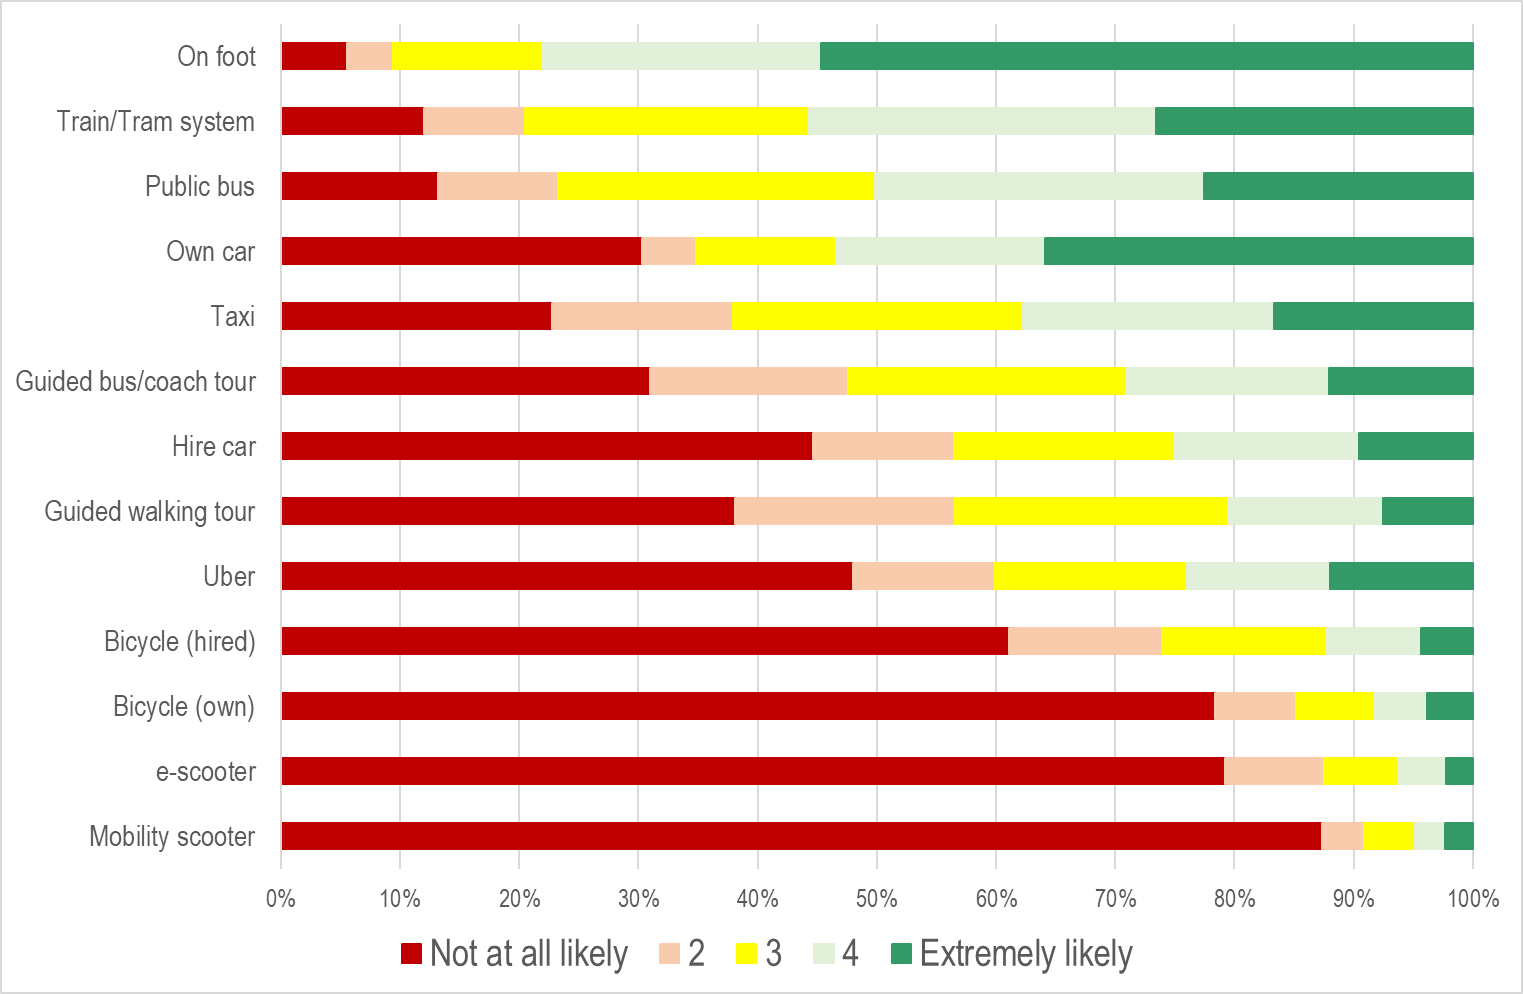 On foot
Train/Tram system
Public bus
Own car
Taxi
Guided bus/coach tour
Hire car
Guided walking tour
Uber
Bicycle (hired)
Bicycle (own)
e-scooter
Mobility scooter
0% 10% 20% 30% 40% 50% 60% 70% 80% 90% 100%
Not at all likely 2 3 4 Extremely likely